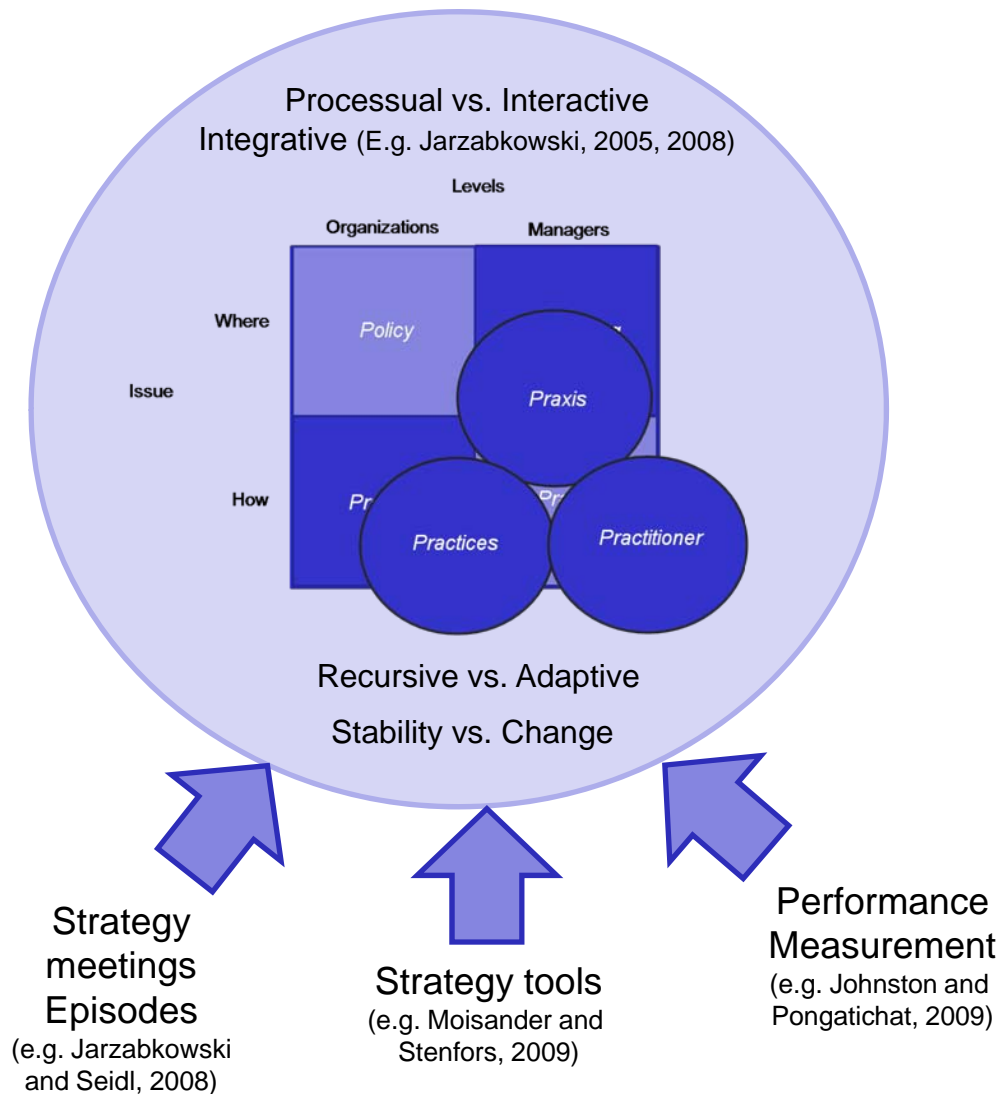 Processual vs. Interactive
Integrative (E.g. Jarzabkowski, 2005, 2008)
Levels
Organizations Managers
Where
Policy
Issue
Praxis
How
Practices
Practitioner
Recursive vs. Adaptive
Stability vs. Change
Strategy
meetings
Episodes
(e.g. Jarzabkowski
and Seidl, 2008)
Strategy tools
(e.g. Moisander and
Stenfors, 2009)
Performance
Measurement
(e.g. Johnston and
Pongatichat, 2009)